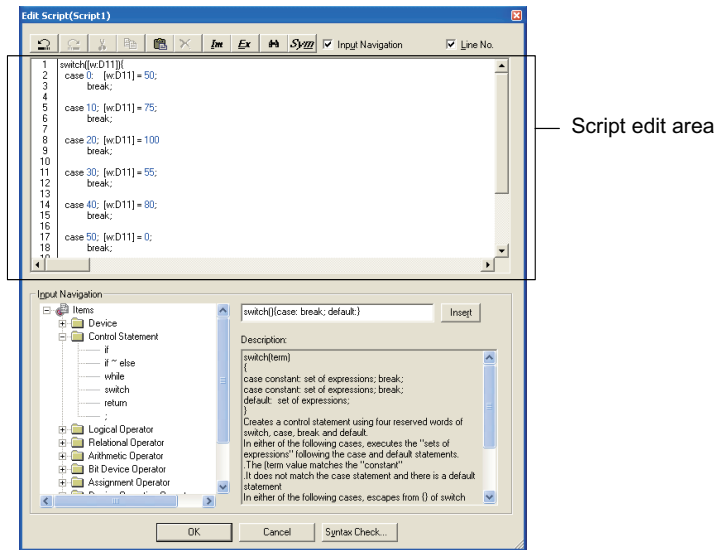 Edit Script(Script1)
Im Ex Sym Input Navigation Line No.
1 switch([w:D11]){
2 case 0: [w:D11] = 50;
3 break;
4
5 case 10; [w:D11] = 75;
6 break;
7
8 case 20; [w:D11] = 100
9 break;
10
11 case 30; [w:D11] = 55;
12 break;
13
14 case 40; [w:D11] = 80;
15 break;
16
17 case 50; [w:D11] = 0;
18 break;
19
Script edit area
Input Navigation
Items
Device
Control Statement
if
if ~ else
while
switch
return
;
Logical Operator
Relational Operator
Arithmetic Operator
Bit Device Operator
Assignment Operator
switch(){case: break; default:}
Insert
Description:
switch(term)
{
case constant: set of expressions; break;
case constant: set of expressions; break;
default: set of expressions;
}
Creates a control statement using four reserved words of
switch, case, break and default.
In either of the following cases, executes the "sets of
expressions" following the case and default statements.
.The (term value matches the "constant"
.It does not match the case statement and there is a default
statement
In either of the following cases, escapes from {} of switch
OK
Cancel
Syntax Check...